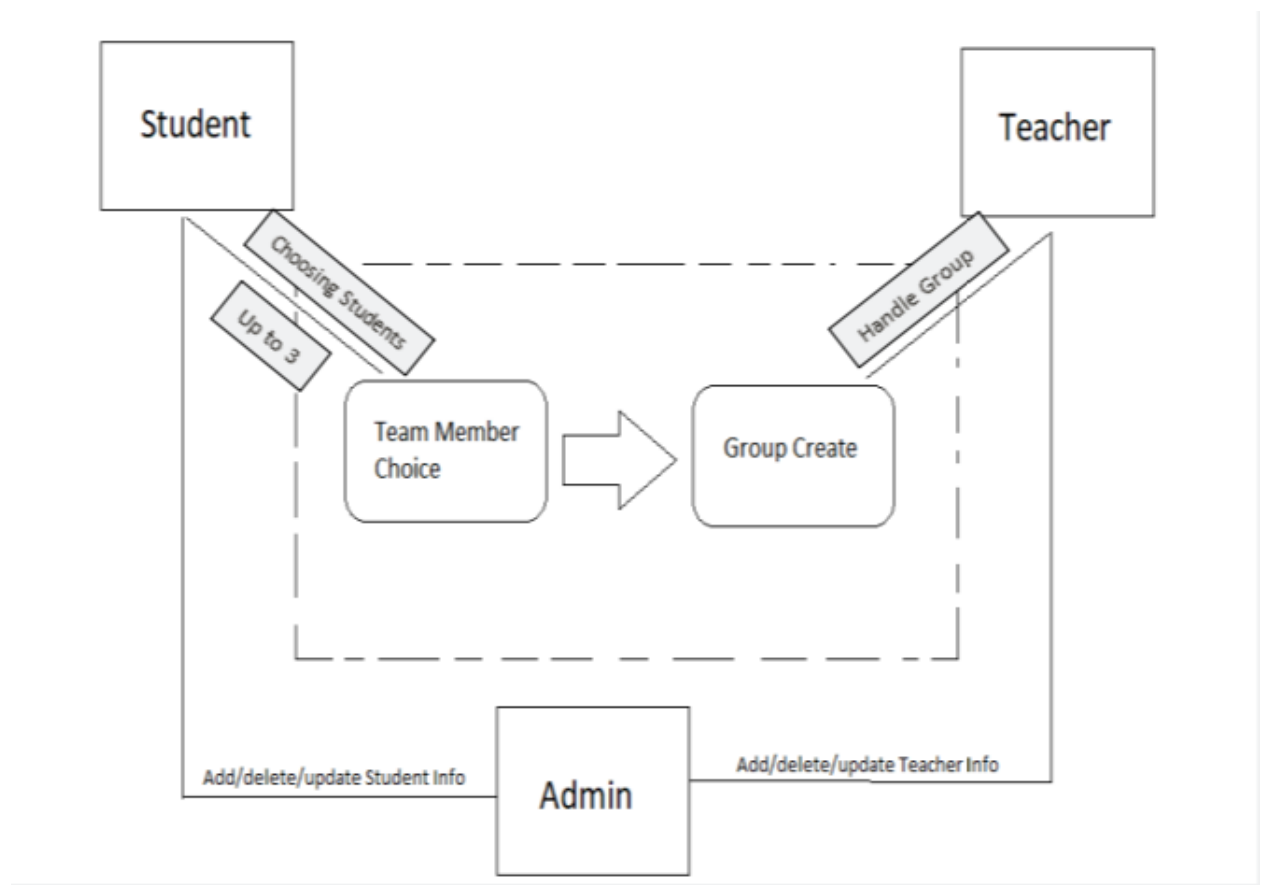 Student
Teacher
Choosing Students
Up to 3
Handle Group
Team Member
Choice
Group Create
Add/delete/update Student Info
Add/delete/update Teacher Info
Admin